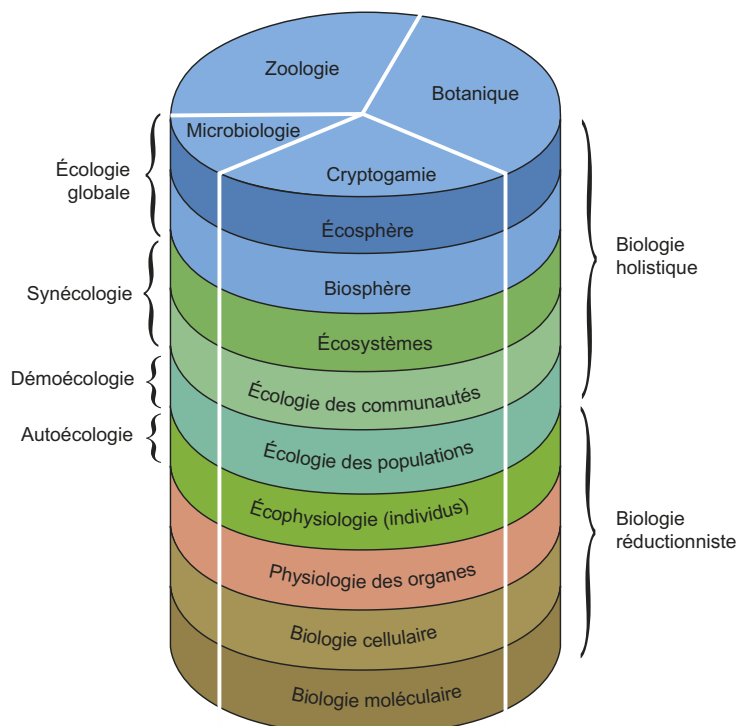 Zoologie
Botanique
Microbiologie
Cryptogamie
Écologie
globale
Écosphère
Biologie
holistique
Biosphère
Synécologie
Écosystèmes
Démoécologie
Écologie des communautés
Autoécologie
Écologie des populations
Écophysiologie (individus)
Biologie
réductionniste
Physiologie des organes
Biologie cellulaire
Biologie moléculaire